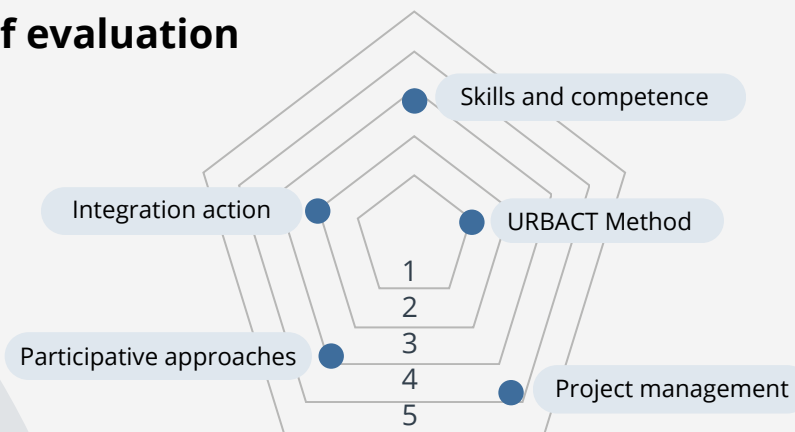 f evaluation
Skills and competence
Integration action
URBACT Method
1
2
3
Participative approaches
4
Project management
5